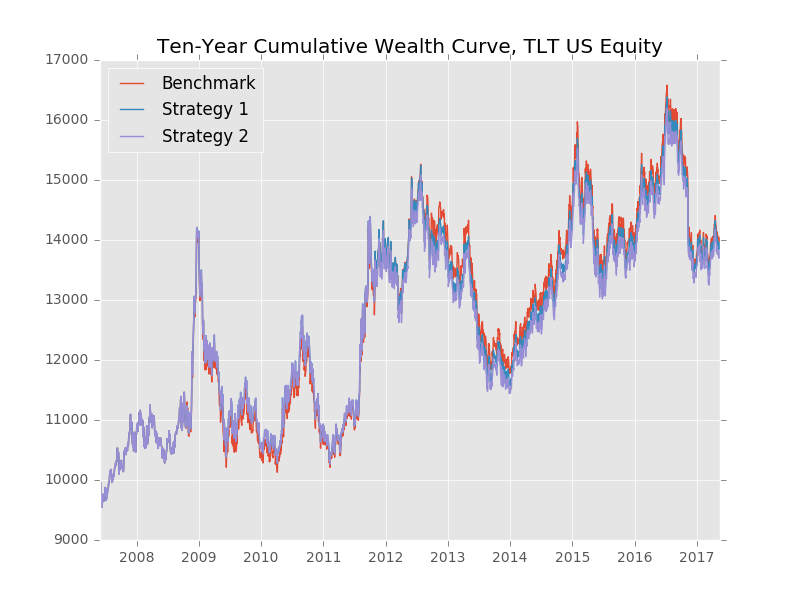 Ten-Year Cumulative Wealth Curve, TLT US Equity
17000
16000
15000
14000
13000
12000
11000
10000
9000
Benchmark
Strategy 1
Strategy 2
2008 2009 2010 2011 2012 2013 2014 2015 2016 2017